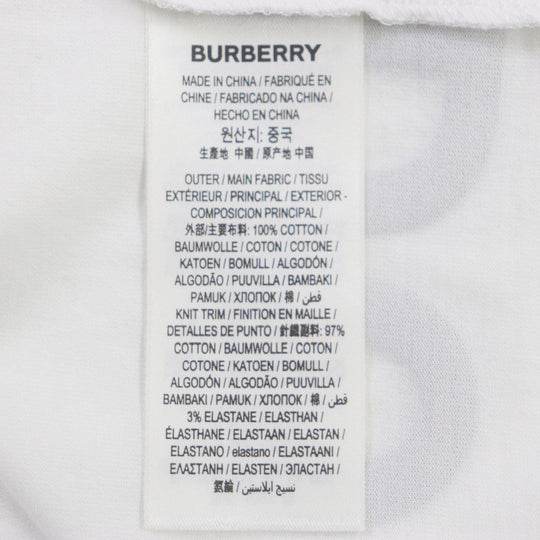 BURBERRY
MADE IN CHINA / FABRIQUÉ EN
CHINE / FABRICADO NA CHINA /
HECHO EN CHINA
원산지: 중국
生產地 中國 / 原产地 中国
OUTER / MAIN FABRIC / TISSU
EXTÉRIEUR / PRINCIPAL / EXTERIOR -
COMPOSICION PRINCIPAL /
外部/主要布料: 100% COTTON /
BAUMWOLLE / COTON / COTONE /
KATOEN / BOMULL / ALGODÓN /
ALGODÃO / PUUVILLA / BAMBAKI /
PAMUK / ХЛОПОК / 棉 / قطن /
KNIT TRIM / FINITION EN MAILLE /
DETALLES DE PUNTO / 針織副料: 97%
COTTON / BAUMWOLLE / COTON /
COTONE / KATOEN / BOMULL /
ALGODÓN / ALGODÃO / PUUVILLA /
BAMBAKI / PAMUK / ХЛОПОК / 棉 / قطن /
3% ELASTANE / ELASTHAN /
ÉLASTHANE / ELASTAAN / ELASTAN /
ELASTANO / elastano / ELASTAANI /
ΕΛΑΣΤΑΝΗ / ELASTEN / ЭЛАСТАН /
氨綸 / نسيج ايلاستين /